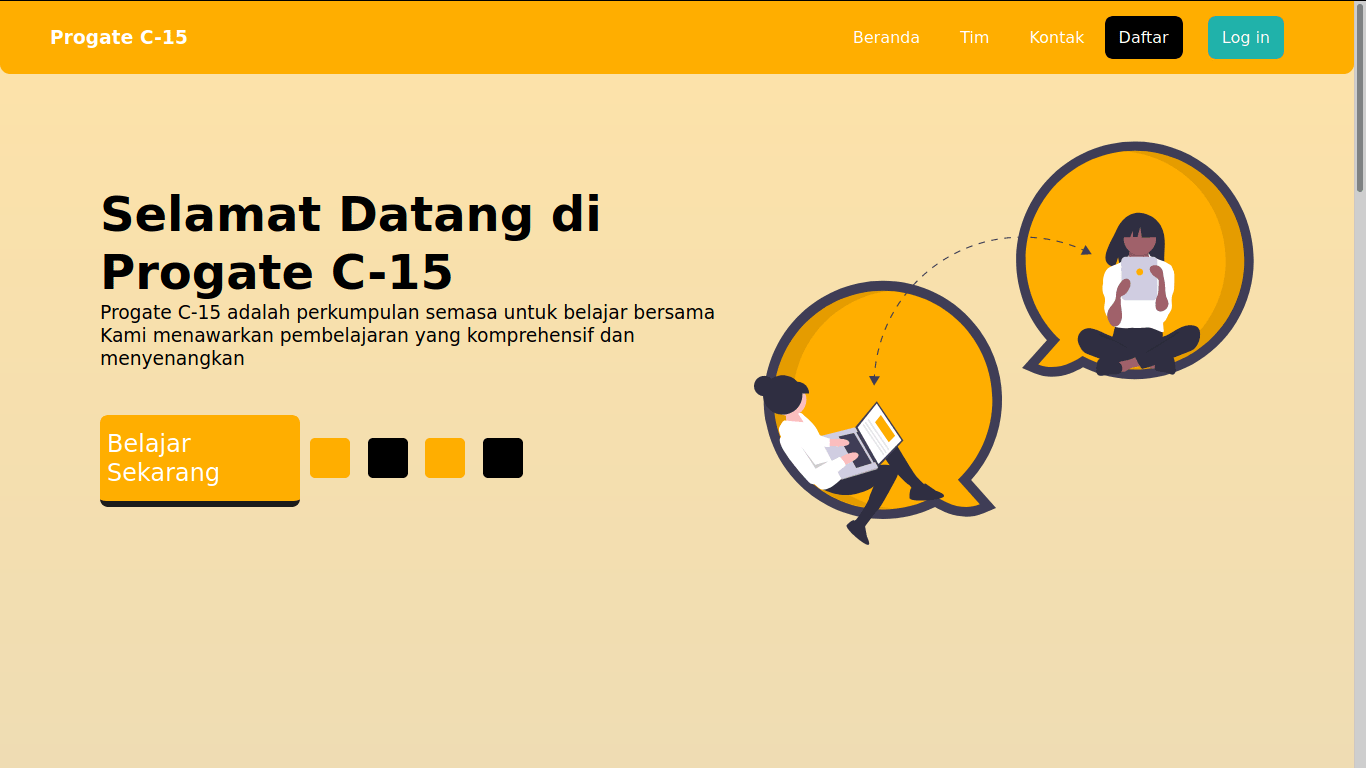 Progate C-15
Beranda
Tim
Kontak
Daftar
Log in
Selamat Datang di
Progate C-15
Progate C-15 adalah perkumpulan semasa untuk belajar bersama
Kami menawarkan pembelajaran yang komprehensif dan
menyenangkan
Belajar
Sekarang